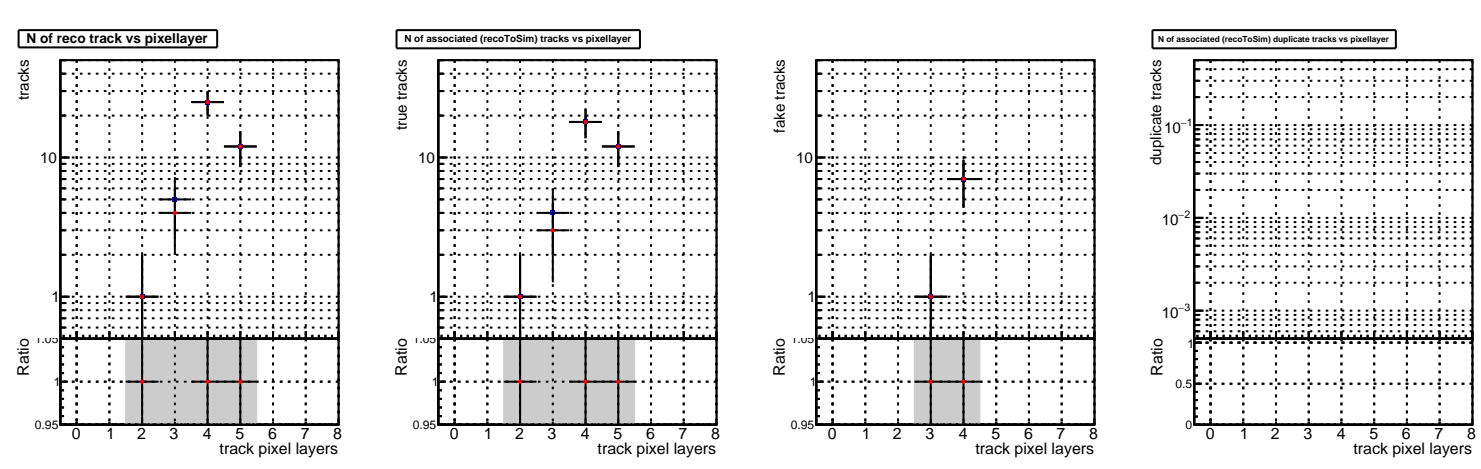 N of reco track vs pixellayer
tracks
10
1
Ratio
1.05
1
0.95
0 1 2 3 4 5 6 7 8
track pixel layers
N of associated (recoToSim) tracks vs pixellayer
true tracks
10
1
Ratio
1.05
1
0.95
0 1 2 3 4 5 6 7 8
track pixel layers
fake tracks
10
1
Ratio
1.05
1
0.95
0 1 2 3 4 5 6 7 8
track pixel layers
N of associated (recoToSim) duplicate tracks vs pixellayer
duplicate tracks
10⁻¹
10⁻²
10⁻³
Ratio
1
0.5
0
0 1 2 3 4 5 6 7 8
track pixel layers